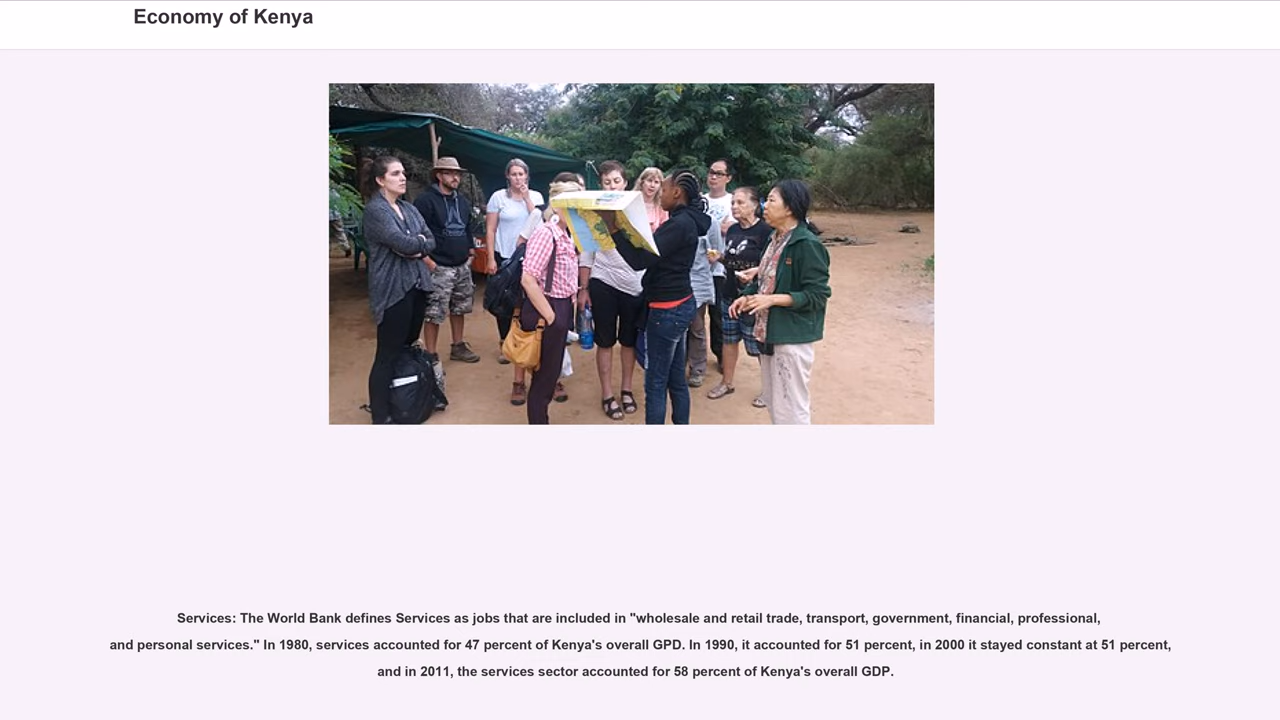 Economy of Kenya
Services: The World Bank defines Services as jobs that are included in "wholesale and retail trade, transport, government, financial, professional,
and personal services." In 1980, services accounted for 47 percent of Kenya's overall GPD. In 1990, it accounted for 51 percent, in 2000 it stayed constant at 51 percent,
and in 2011, the services sector accounted for 58 percent of Kenya's overall GDP.